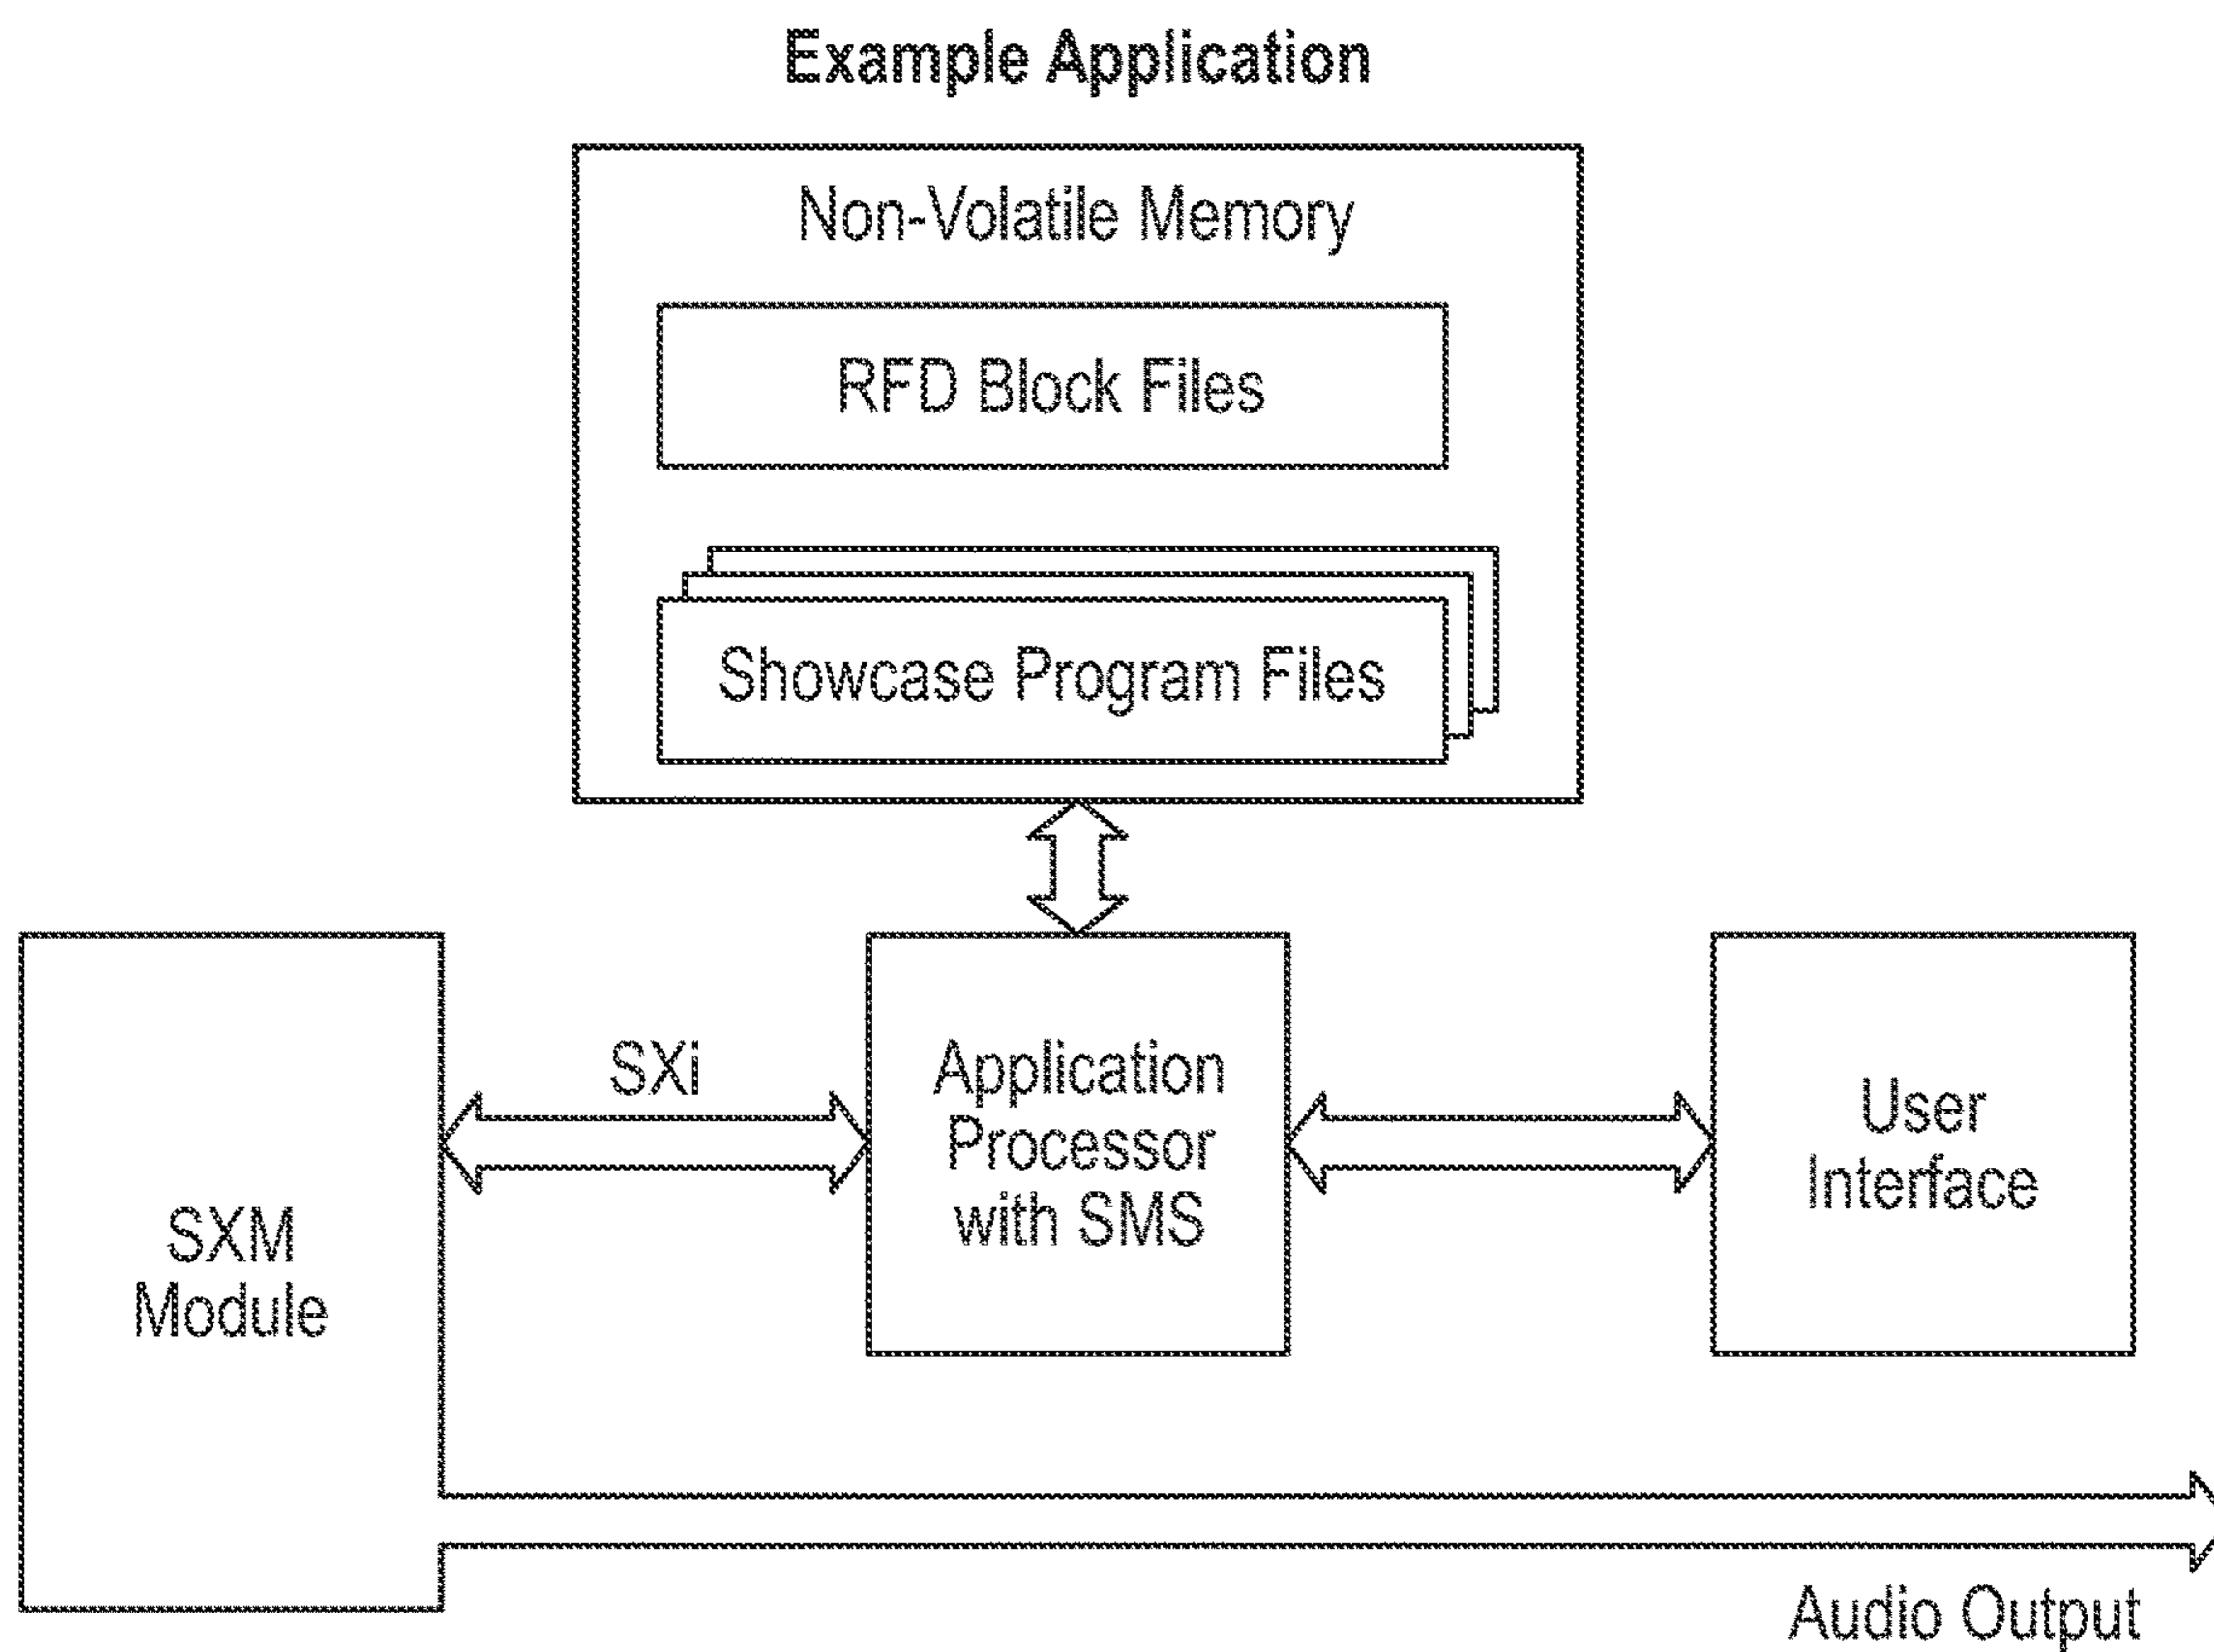 Example Application
Non-Volatile Memory
RFD Block Files
Showcase Program Files
SXi
Application
Processor
with SMS
User
Interface
SXM
Module
Audio Output